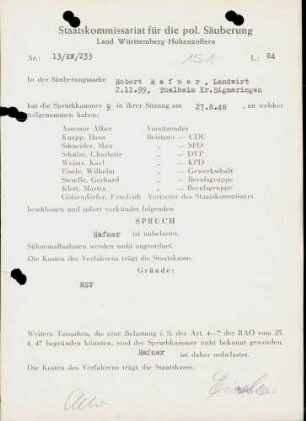 Staatskommissariat für die pol. Säuberung
Land Württemberg-Hohenzollern
Az.: 13/XV/233 151 L.: 84
In der Säuberungssache Robert Hafner, Landwirt
2.11.99, Thalheim Kr.Sigmaringen
hat die Spruchkammer 9 in ihrer Sitzung am 27.8.48, an welcher
teilgenommen haben:
Assessor Alber Vorsitzender
Knapp, Hans Beisitzer — CDU
Schneider, Max „ — SPD
Schulze, Charlotte „ — DVP
Weiner, Karl „ — KPD
Eisele, Wilhelm „ — Gewerkschaft
Steudle, Gerhard „ — Berufsgruppe
Klett, Martin „ — Berufsgruppe
Götzendörfer, Friedrich Vertreter des Staatskommissars
beschlossen und sofort verkündet folgenden
SPRUCH
Hafner ist unbelastet.
Sühnemaßnahmen werden nicht angeordnet.
Die Kosten des Verfahrens trägt die Staatskasse.
Gründe:
NSV
Weitere Tatsachen, die eine Belastung i. S. der Art. 4—7 der RAO vom 25.
4. 47 begründen könnten, sind der Spruchkammer nicht bekannt geworden.
Hafner ist daher unbelastet.
Die Kosten des Verfahrens trägt die Staatskasse.